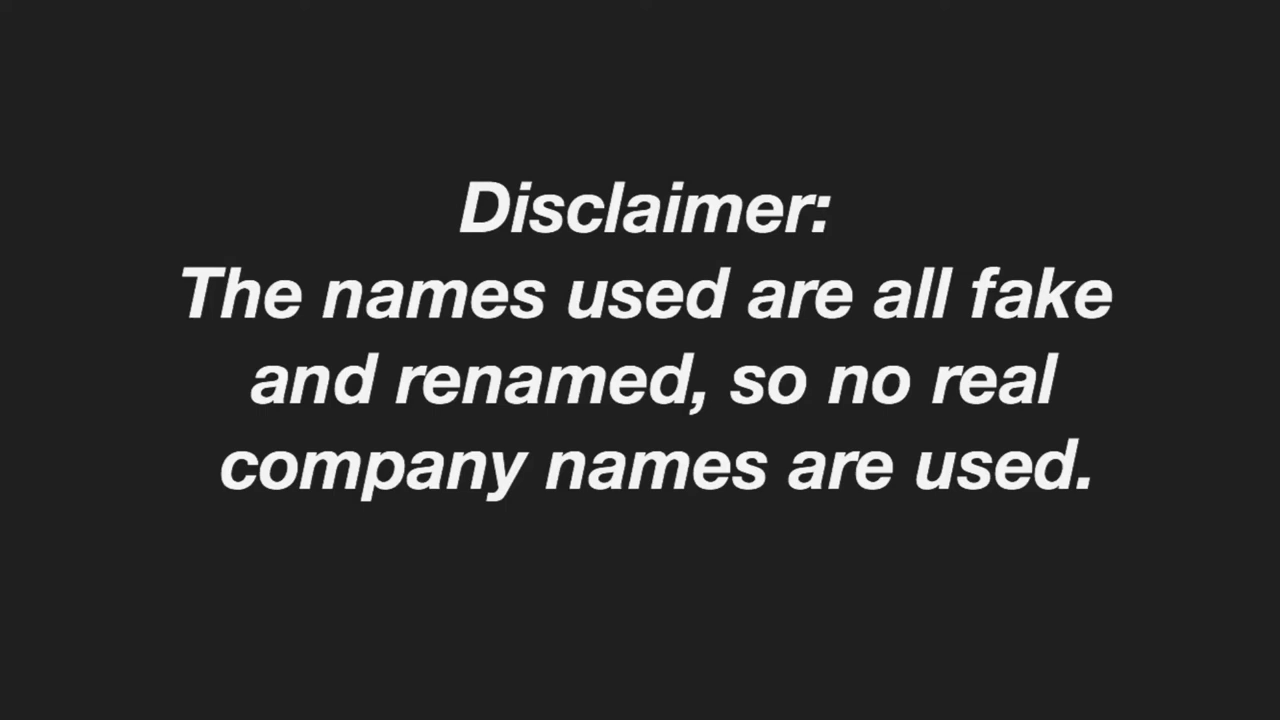 Disclaimer:
The names used are all fake
and renamed, so no real
company names are used.